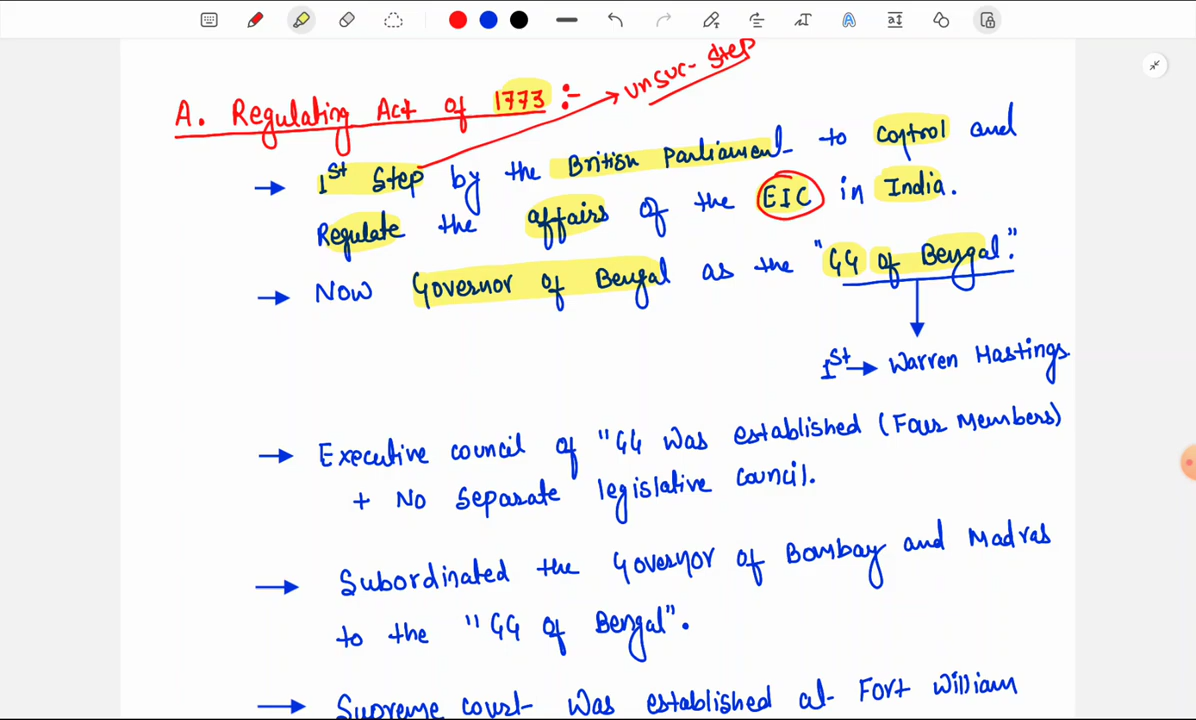 unsuc- step
A. Regulating Act of 1773 :-
→ 1st Step by the British Parliament to Control and
Regulate the affairs of the EIC in India.
→ Now Governor of Bengal as the "GG of Bengal."
1st → Warren Hastings
→ Executive council of "GG was established (Four Members)
+ No separate legislative council.
→ Subordinated the Governor of Bombay and Madras
to the "GG of Bengal".
→ Supreme court was established at Fort William